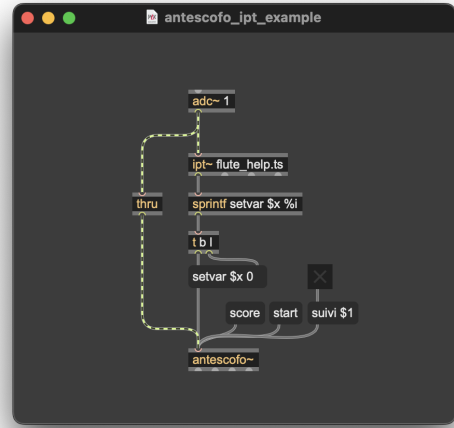 antescofo_ipt_example
adc~ 1
ipt~ flute_help.ts
thru
sprintf setvar $x %i
t b l
setvar $x 0
score
start
suivi $1
antescofo~